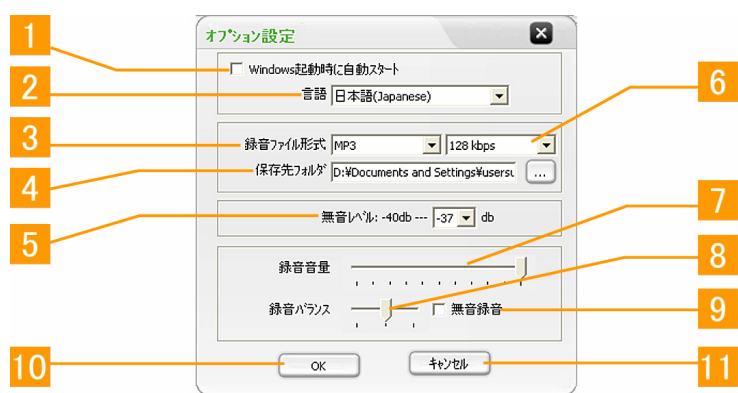 オプション設定
1
Windows起動時に自動スタート
2
言語 日本語(Japanese)
6
3
録音ファイル形式 MP3 128 kbps
4
保存先フォルダ D:¥Documents and Settings¥usersι ...
5
無音レベル: -40db --- -37 db
7
録音音量
8
録音バランス 無音録音
9
10
OK キャンセル
11